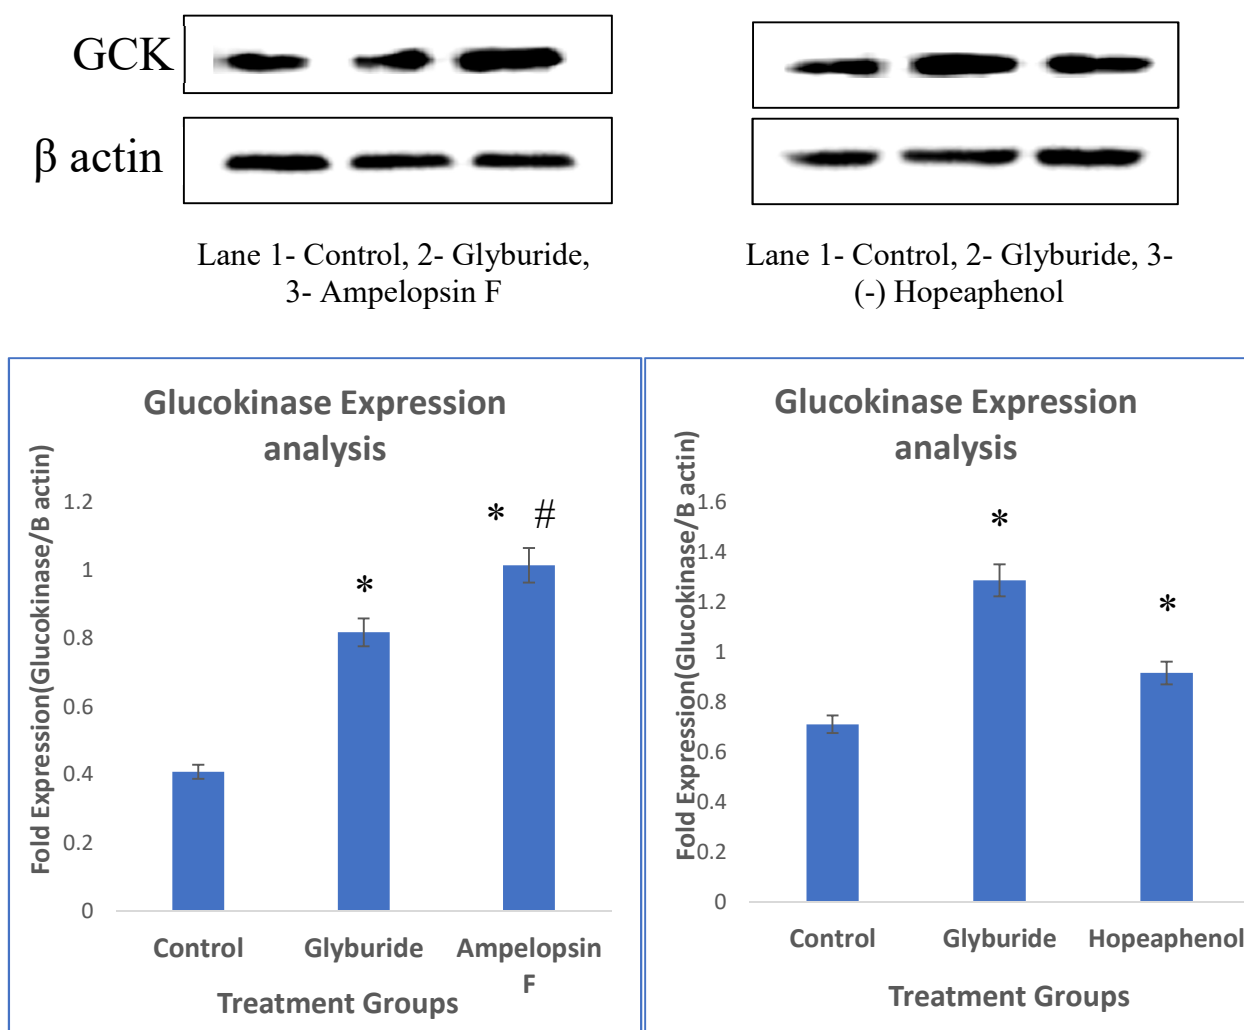 GCK
β actin
Lane 1- Control, 2- Glyburide,
3- Ampelopsin F
Lane 1- Control, 2- Glyburide, 3-
(-) Hopeaphenol
Glucokinase Expression
analysis
Fold Expression(Glucokinase/B actin)
1.2
1
0.8
0.6
0.4
0.2
0
*
* #
Control
Glyburide
Ampelopsin
F
Treatment Groups
Glucokinase Expression
analysis
Fold Expression(Glucokinase/B actin)
1.6
1.4
1.2
1
0.8
0.6
0.4
0.2
0
*
*
Control
Glyburide
Hopeaphenol
Treatment Groups